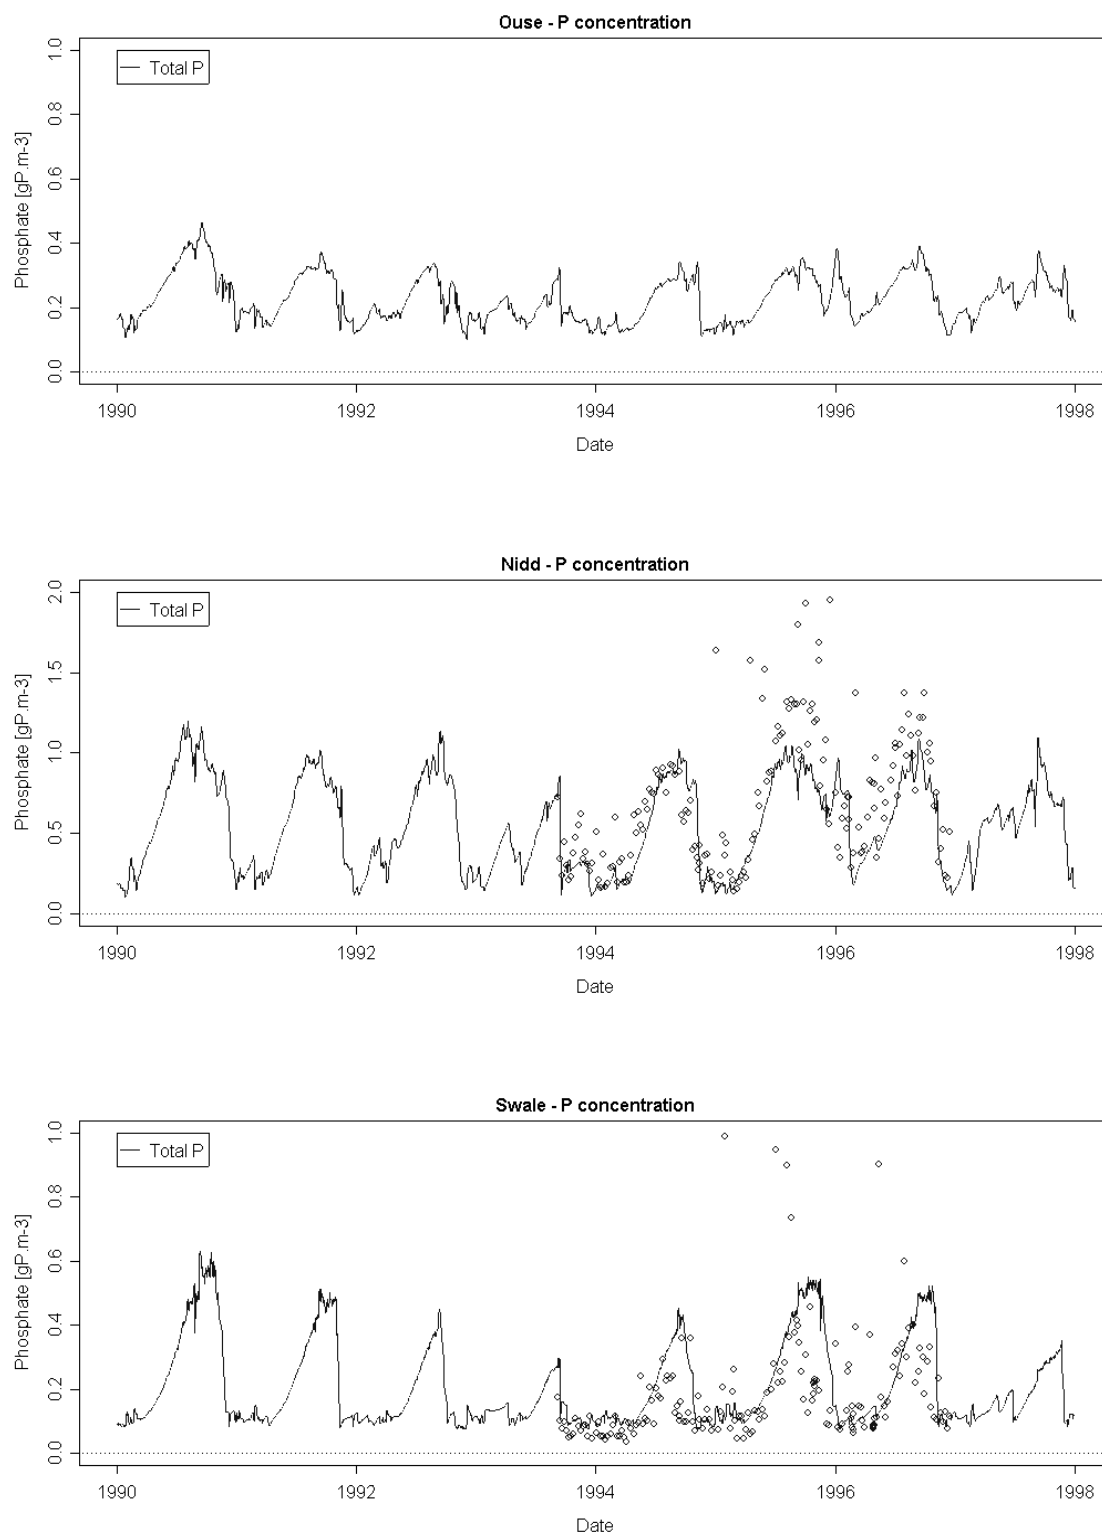 Ouse - P concentration
Total P
Phosphate [gP.m-3]
1.0
0.8
0.6
0.4
0.2
0.0
1990 1992 1994 1996 1998
Date
Nidd - P concentration
Total P
Phosphate [gP.m-3]
2.0
1.5
1.0
0.5
0.0
1990 1992 1994 1996 1998
Date
Swale - P concentration
Total P
Phosphate [gP.m-3]
1.0
0.8
0.6
0.4
0.2
0.0
1990 1992 1994 1996 1998
Date